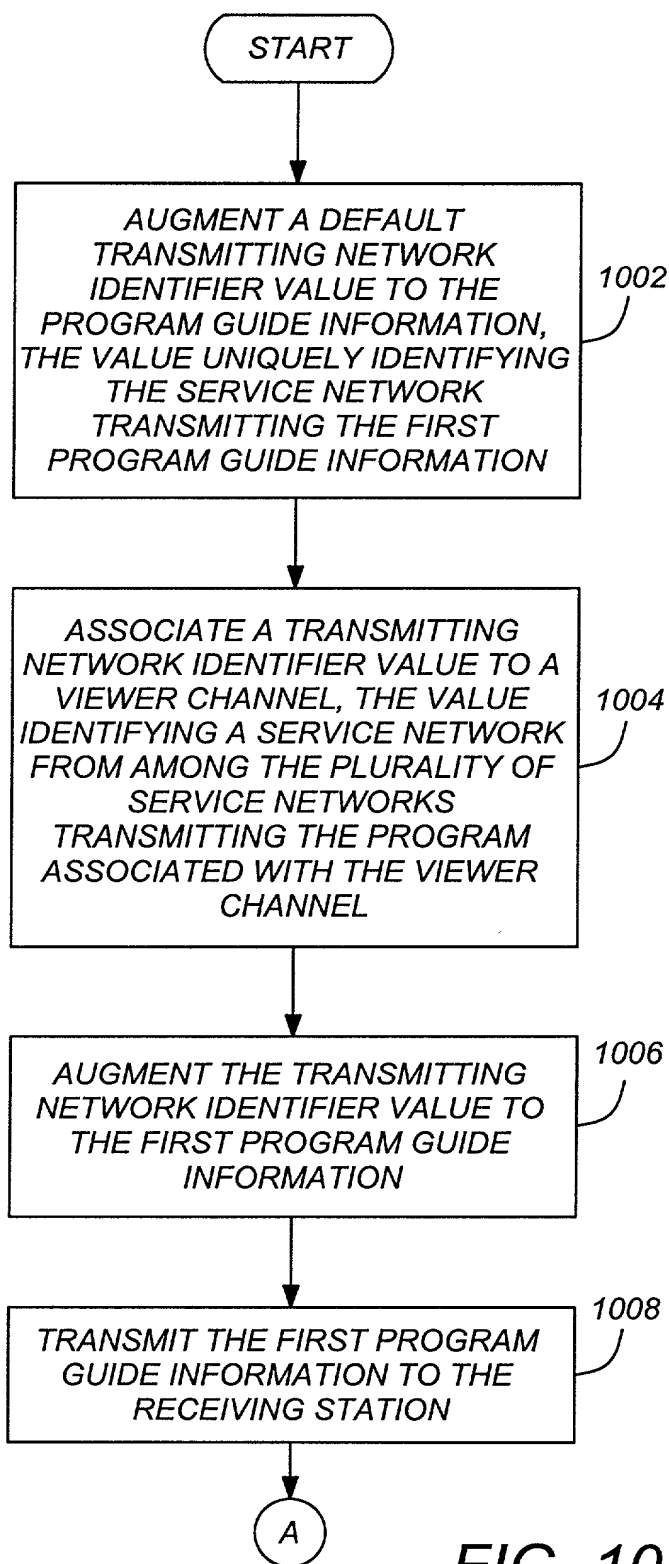 START
AUGMENT A DEFAULT
TRANSMITTING NETWORK
IDENTIFIER VALUE TO THE
PROGRAM GUIDE INFORMATION,
THE VALUE UNIQUELY IDENTIFYING
THE SERVICE NETWORK
TRANSMITTING THE FIRST
PROGRAM GUIDE INFORMATION
1002
ASSOCIATE A TRANSMITTING
NETWORK IDENTIFIER VALUE TO A
VIEWER CHANNEL, THE VALUE
IDENTIFYING A SERVICE NETWORK
FROM AMONG THE PLURALITY OF
SERVICE NETWORKS
TRANSMITTING THE PROGRAM
ASSOCIATED WITH THE VIEWER
CHANNEL
1004
AUGMENT THE TRANSMITTING
NETWORK IDENTIFIER VALUE TO
THE FIRST PROGRAM GUIDE
INFORMATION
1006
TRANSMIT THE FIRST PROGRAM
GUIDE INFORMATION TO THE
RECEIVING STATION
1008
A
FIG. 10